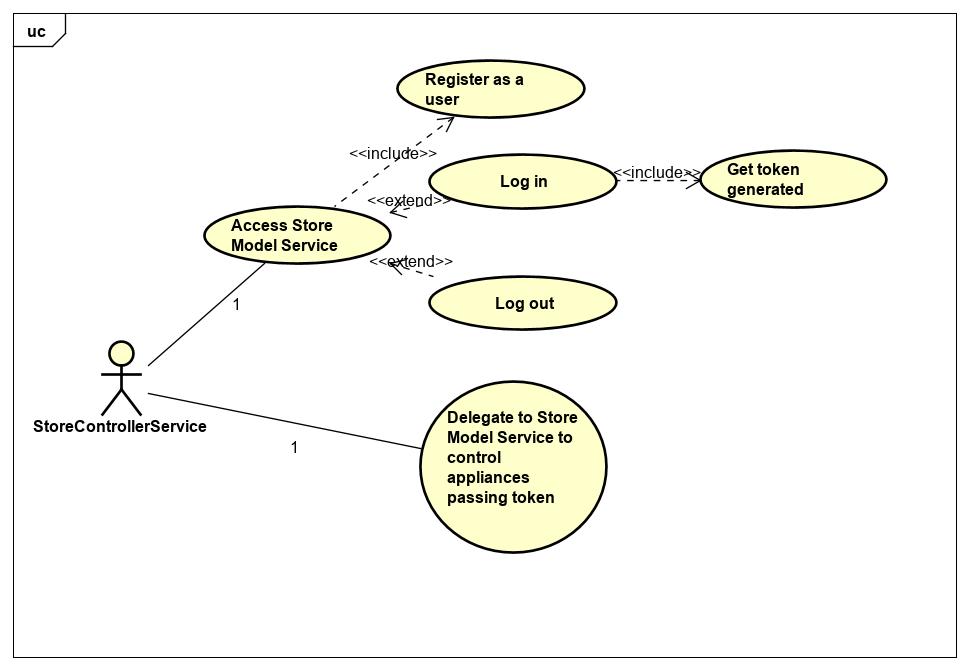 uc
Register as a
user
<<include>>
Log in
<<include>>
Get token
generated
<<extend>>
Access Store
Model Service
<<extend>>
Log out
1
StoreControllerService
1
Delegate to Store
Model Service to
control
appliances
passing token